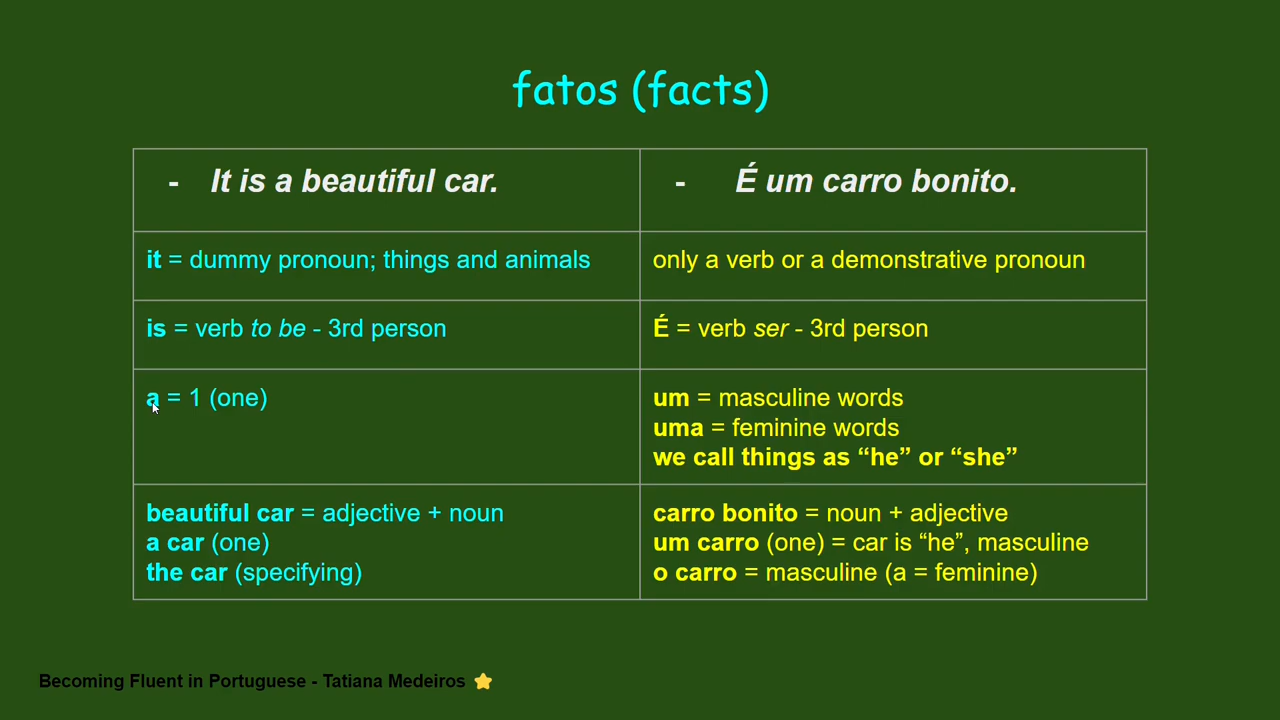 fatos (facts)
- It is a beautiful car.
- É um carro bonito.
it = dummy pronoun; things and animals
only a verb or a demonstrative pronoun
is = verb to be - 3rd person
É = verb ser - 3rd person
a = 1 (one)
um = masculine words
uma = feminine words
we call things as “he” or “she”
beautiful car = adjective + noun
a car (one)
the car (specifying)
carro bonito = noun + adjective
um carro (one) = car is “he”, masculine
o carro = masculine (a = feminine)
Becoming Fluent in Portuguese - Tatiana Medeiros